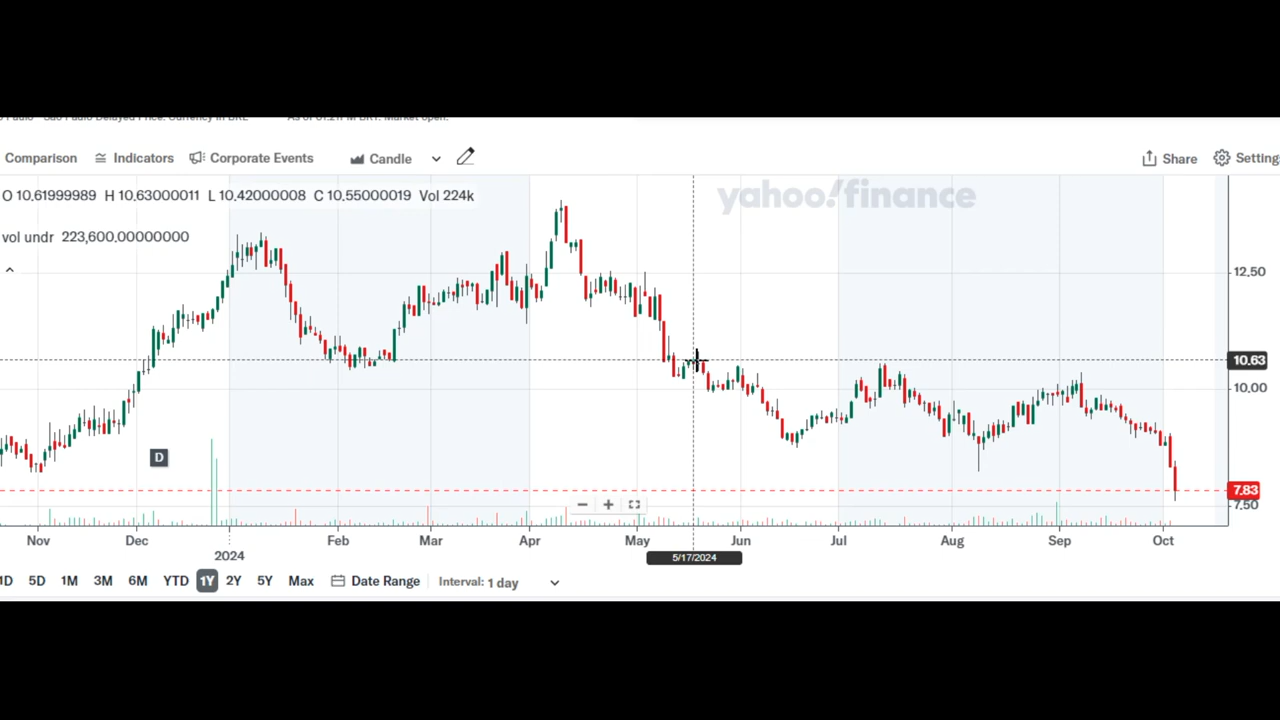 Comparison Indicators Corporate Events Candle Share Setting
O 10.61999989 H 10.63000011 L 10.42000008 C 10.55000019 Vol 224k
yahoo!finance
vol undr 223,600.00000000
12.50
10.63
10.00
D
7.83
7.50
Nov Dec Feb Mar Apr May Jun Jul Aug Sep Oct
2024
5/17/2024
1D 5D 1M 3M 6M YTD 1Y 2Y 5Y Max Date Range Interval: 1 day